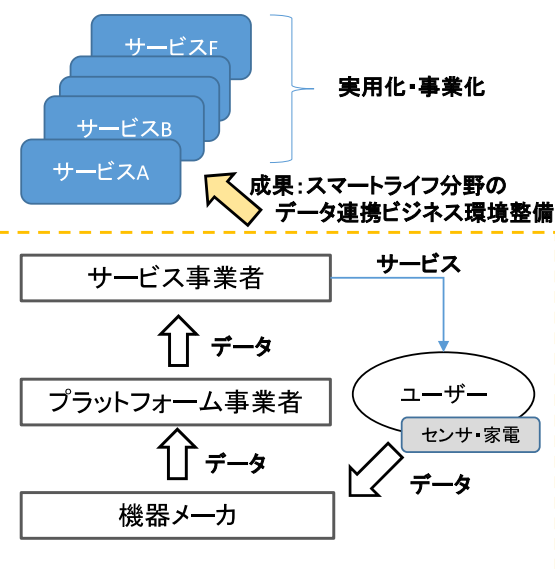 サービスF
サービスB
サービスA
実用化・事業化
成果：スマートライフ分野の
データ連携ビジネス環境整備
サービス事業者
サービス
データ
ユーザー
プラットフォーム事業者
センサ・家電
データ
データ
機器メーカ